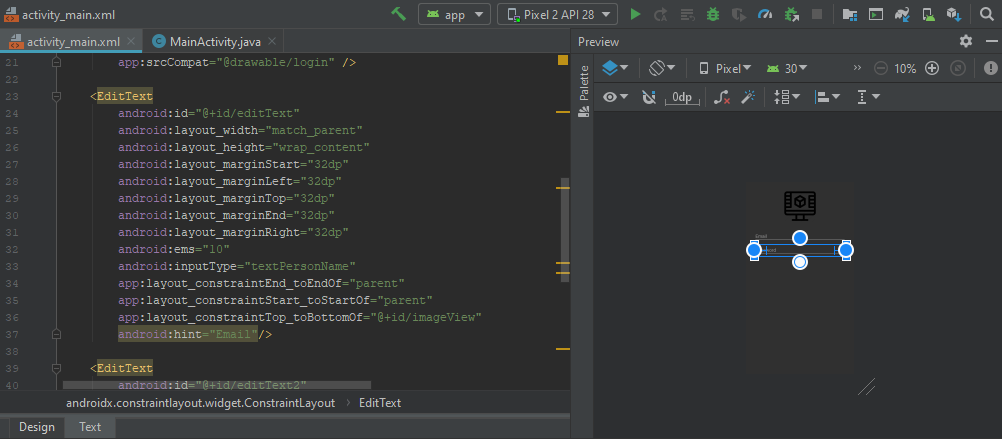 activity_main.xml
app
Pixel 2 API 28
activity_main.xml
MainActivity.java
Preview
21 app:srcCompat="@drawable/login" />
22
23 <EditText
24 android:id="@+id/editText"
25 android:layout_width="match_parent"
26 android:layout_height="wrap_content"
27 android:layout_marginStart="32dp"
28 android:layout_marginLeft="32dp"
29 android:layout_marginTop="32dp"
30 android:layout_marginEnd="32dp"
31 android:layout_marginRight="32dp"
32 android:ems="10"
33 android:inputType="textPersonName"
34 app:layout_constraintEnd_toEndOf="parent"
35 app:layout_constraintStart_toStartOf="parent"
36 app:layout_constraintTop_toBottomOf="@+id/imageView"
37 android:hint="Email"/>
38
39 <EditText
40 android:id="@+id/editText2"
androidx.constraintlayout.widget.ConstraintLayout > EditText
Design
Text
Palette
Pixel
30
>>
10%
0dp
Email